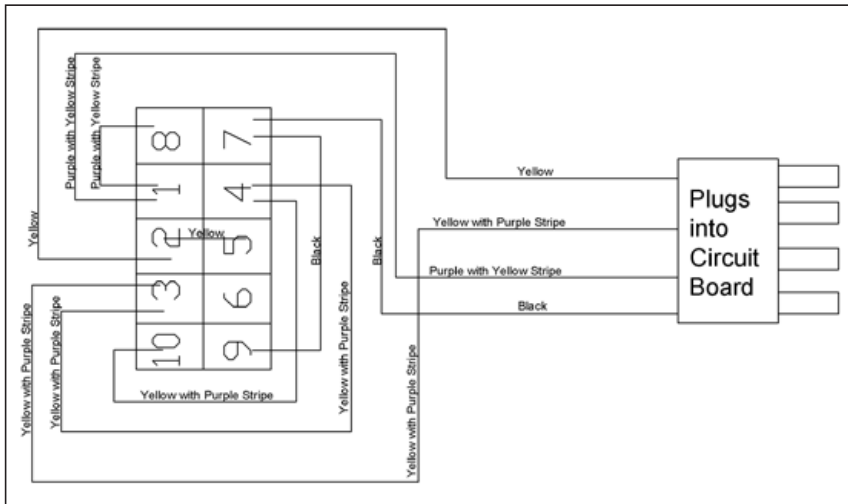 Purple with Yellow Stripe
Purple with Yellow Stripe
Yellow
8
7
1
4
2
Yellow
5
3
6
10
9
Black
Black
Yellow with Purple Stripe
Yellow with Purple Stripe
Yellow with Purple Stripe
Yellow with Purple Stripe
Yellow with Purple Stripe
Yellow
Yellow with Purple Stripe
Purple with Yellow Stripe
Black
Plugs
into
Circuit
Board